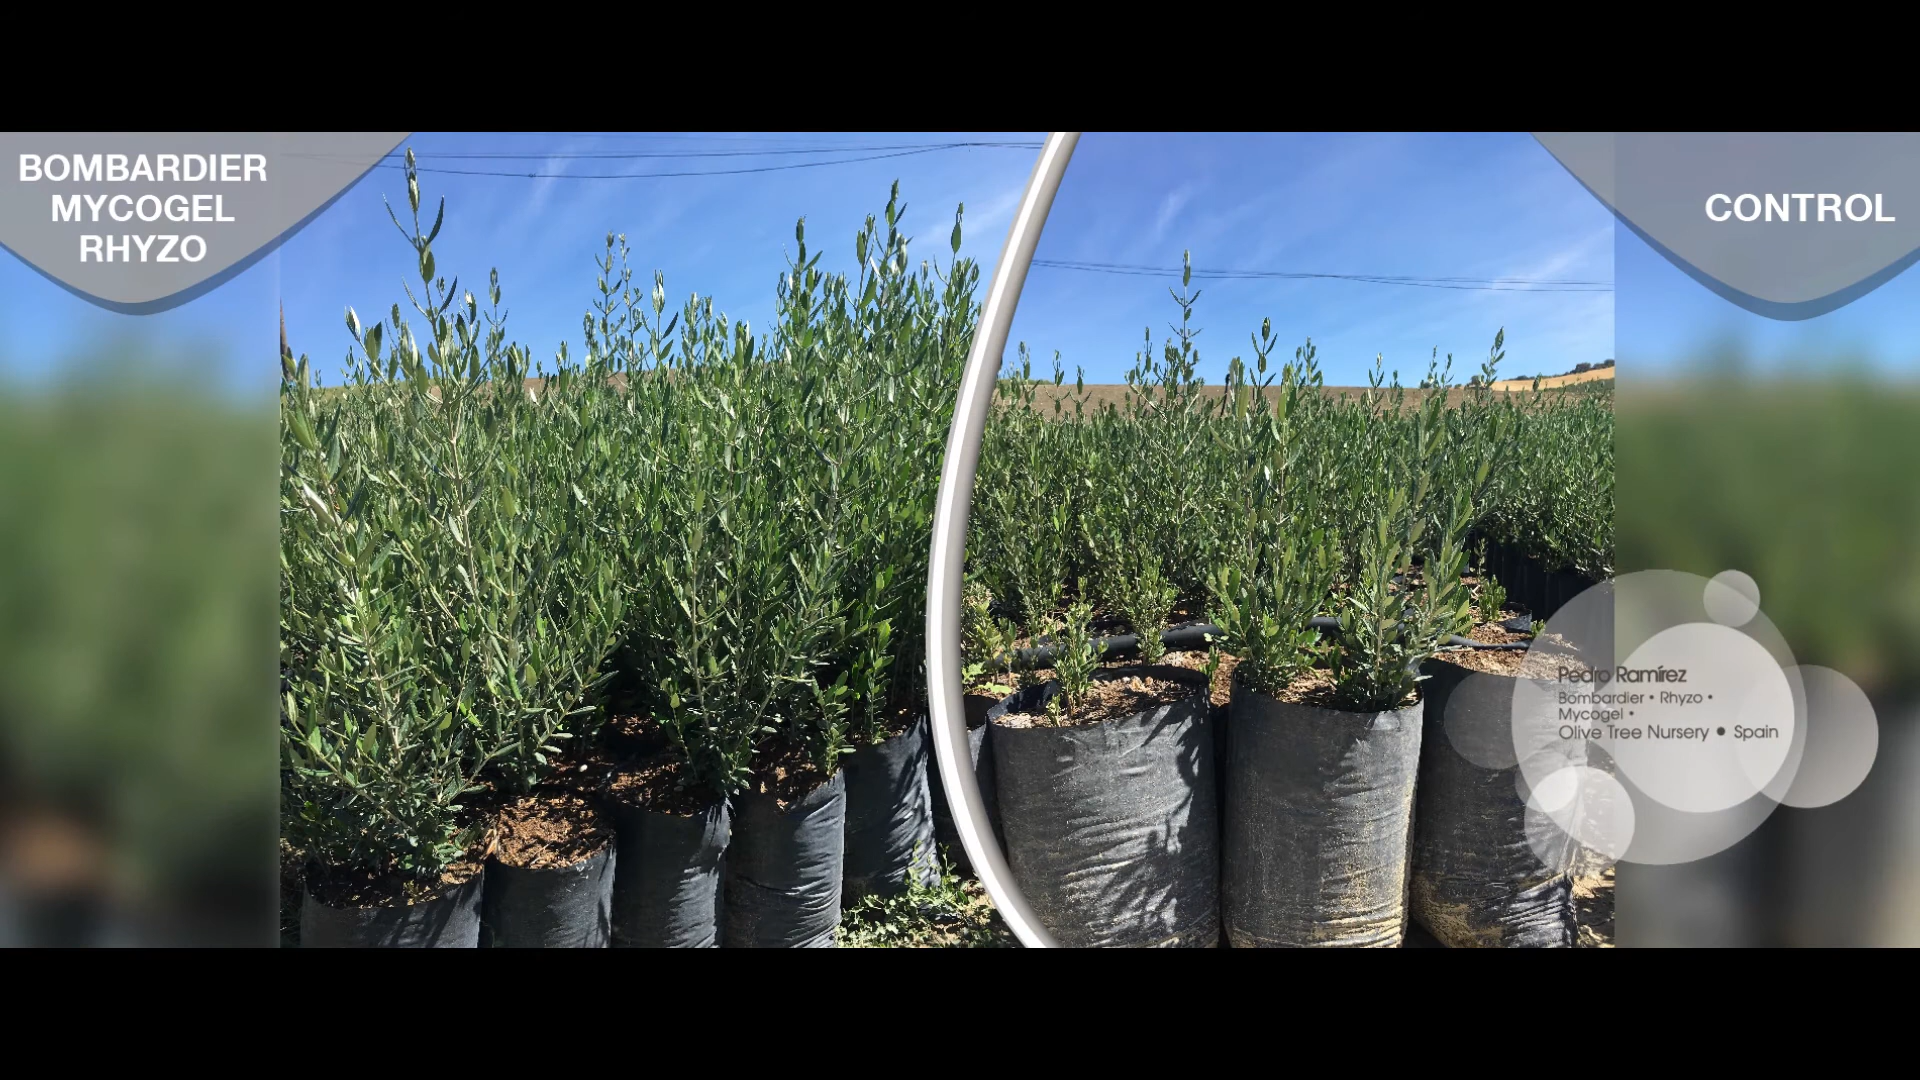 BOMBARDIER
MYCOGEL
RHYZO
CONTROL
Pedro Ramírez
Bombardier • Rhyzo •
Mycogel •
Olive Tree Nursery • Spain